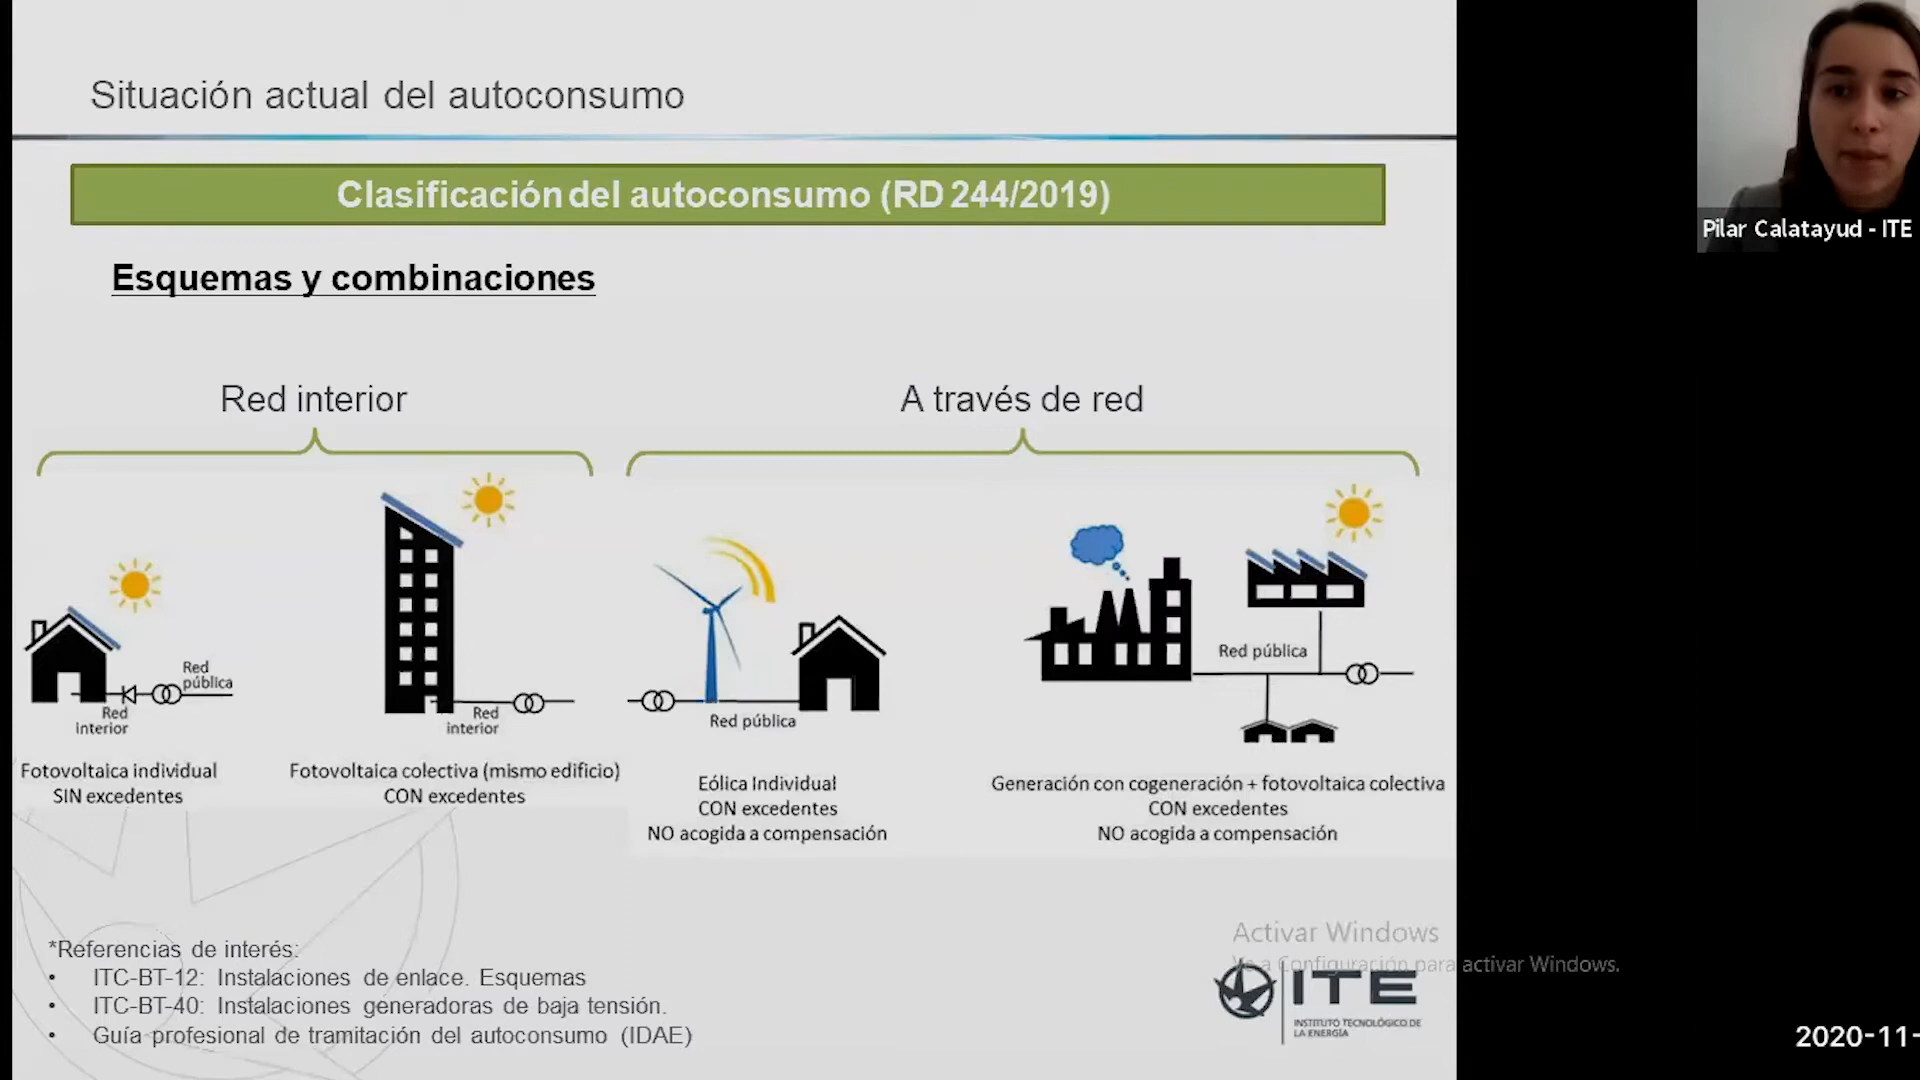 Situación actual del autoconsumo
Clasificación del autoconsumo (RD 244/2019)
Esquemas y combinaciones
Red interior
A través de red
Red
pública
Red
interior
Fotovoltaica individual
SIN excedentes
Red
interior
Fotovoltaica colectiva (mismo edificio)
CON excedentes
Red pública
Eólica Individual
CON excedentes
NO acogida a compensación
Red pública
Generación con cogeneración + fotovoltaica colectiva
CON excedentes
NO acogida a compensación
*Referencias de interés:
• ITC-BT-12: Instalaciones de enlace. Esquemas
• ITC-BT-40: Instalaciones generadoras de baja tensión.
• Guía profesional de tramitación del autoconsumo (IDAE)
Activar Windows
Ve a Configuración para activar Windows.
ITE
INSTITUTO TECNOLÓGICO DE
LA ENERGÍA
Pilar Calatayud - ITE
2020-11-